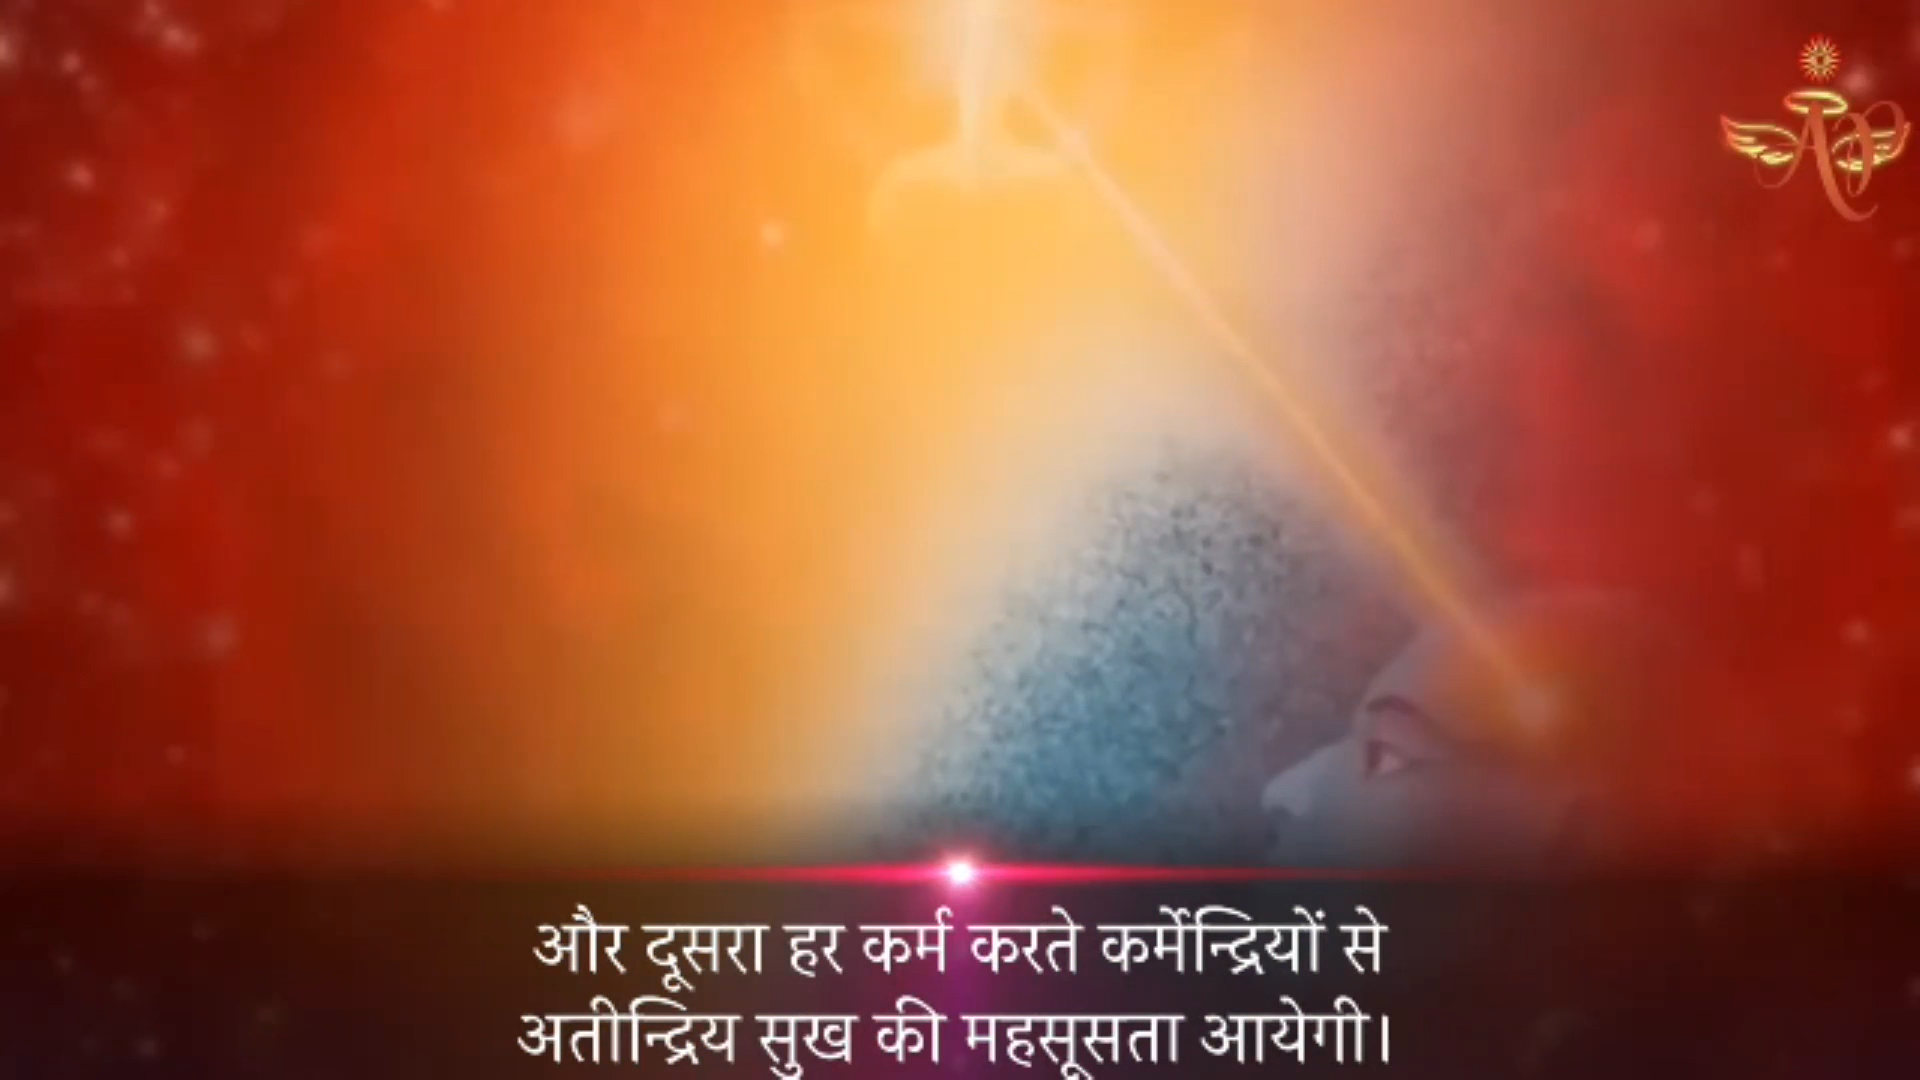 और दूसरा हर कर्म करते कर्मेन्द्रियों से
अतीन्द्रिय सुख की महसूसता आयेगी।